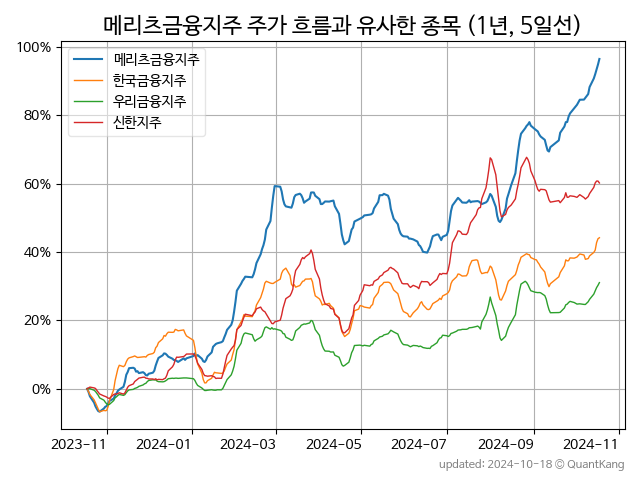 메리츠금융지주 주가 흐름과 유사한 종목 (1년, 5일선)
메리츠금융지주
한국금융지주
우리금융지주
신한지주
100%
80%
60%
40%
20%
0%
2023-11 2024-01 2024-03 2024-05 2024-07 2024-09 2024-11
updated: 2024-10-18 © QuantKang